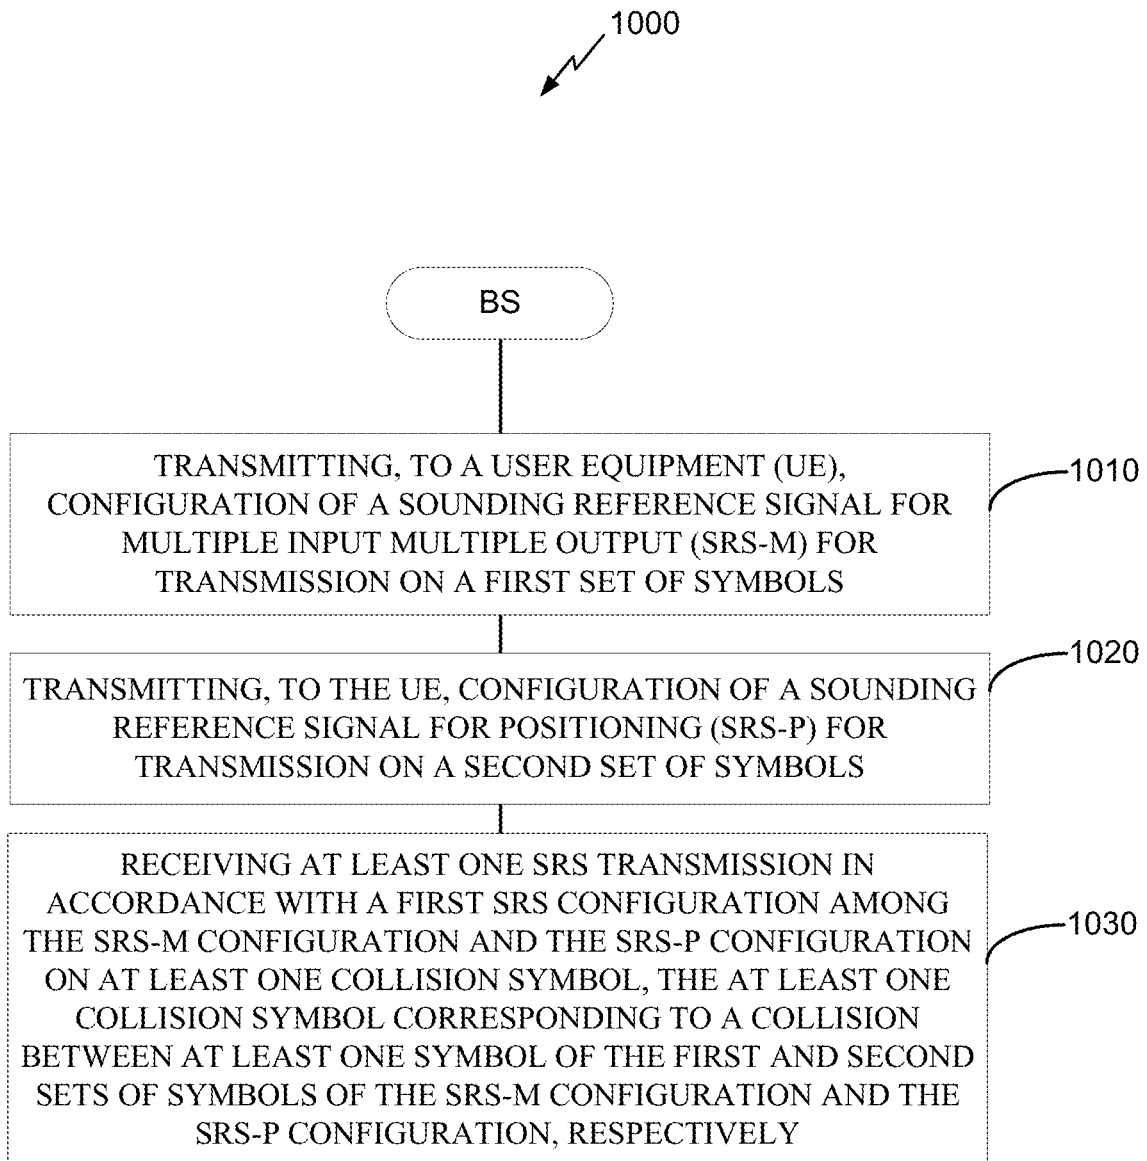 1000
BS
TRANSMITTING, TO A USER EQUIPMENT (UE),
CONFIGURATION OF A SOUNDING REFERENCE SIGNAL FOR
MULTIPLE INPUT MULTIPLE OUTPUT (SRS-M) FOR
TRANSMISSION ON A FIRST SET OF SYMBOLS
1010
TRANSMITTING, TO THE UE, CONFIGURATION OF A SOUNDING
REFERENCE SIGNAL FOR POSITIONING (SRS-P) FOR
TRANSMISSION ON A SECOND SET OF SYMBOLS
1020
RECEIVING AT LEAST ONE SRS TRANSMISSION IN
ACCORDANCE WITH A FIRST SRS CONFIGURATION AMONG
THE SRS-M CONFIGURATION AND THE SRS-P CONFIGURATION
ON AT LEAST ONE COLLISION SYMBOL, THE AT LEAST ONE
COLLISION SYMBOL CORRESPONDING TO A COLLISION
BETWEEN AT LEAST ONE SYMBOL OF THE FIRST AND SECOND
SETS OF SYMBOLS OF THE SRS-M CONFIGURATION AND THE
SRS-P CONFIGURATION, RESPECTIVELY
1030